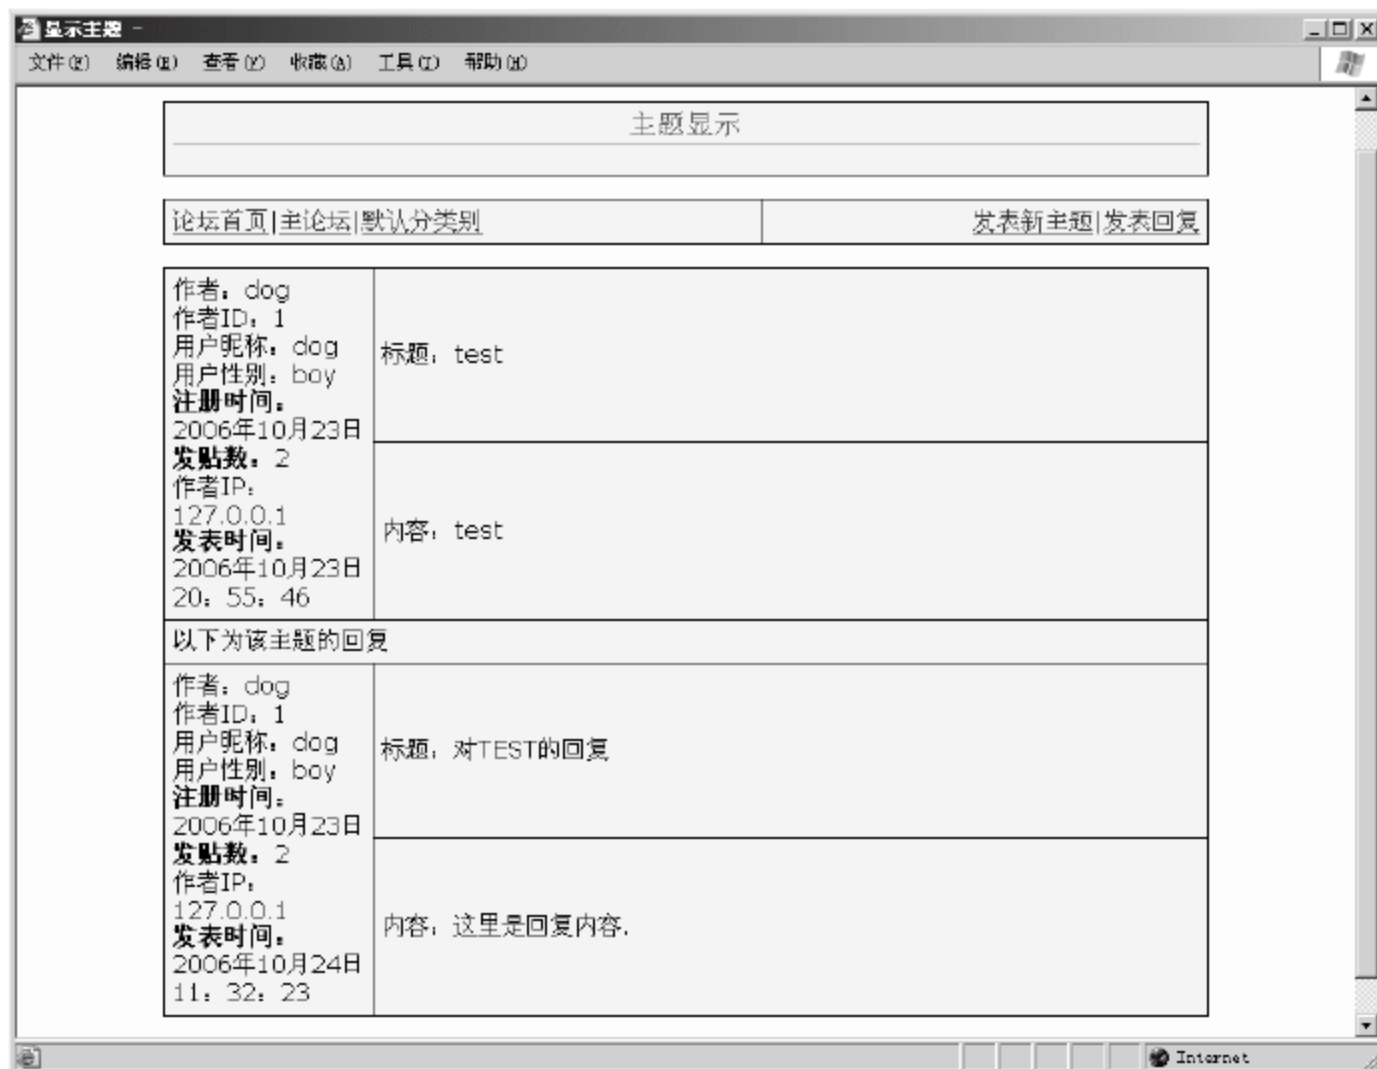 显示主题 -
文件(F) 编辑(E) 查看(V) 收藏(A) 工具(T) 帮助(H)
主题显示
论坛首页|主论坛|默认分类别
发表新主题|发表回复
作者：dog
作者ID：1
用户昵称：dog
用户性别：boy
注册时间：
2006年10月23日
发贴数：2
作者IP：
127.0.0.1
发表时间：
2006年10月23日
20：55：46
标题：test
内容：test
以下为该主题的回复
作者：dog
作者ID：1
用户昵称：dog
用户性别：boy
注册时间：
2006年10月23日
发贴数：2
作者IP：
127.0.0.1
发表时间：
2006年10月24日
11：32：23
标题：对TEST的回复
内容：这里是回复内容.
Internet